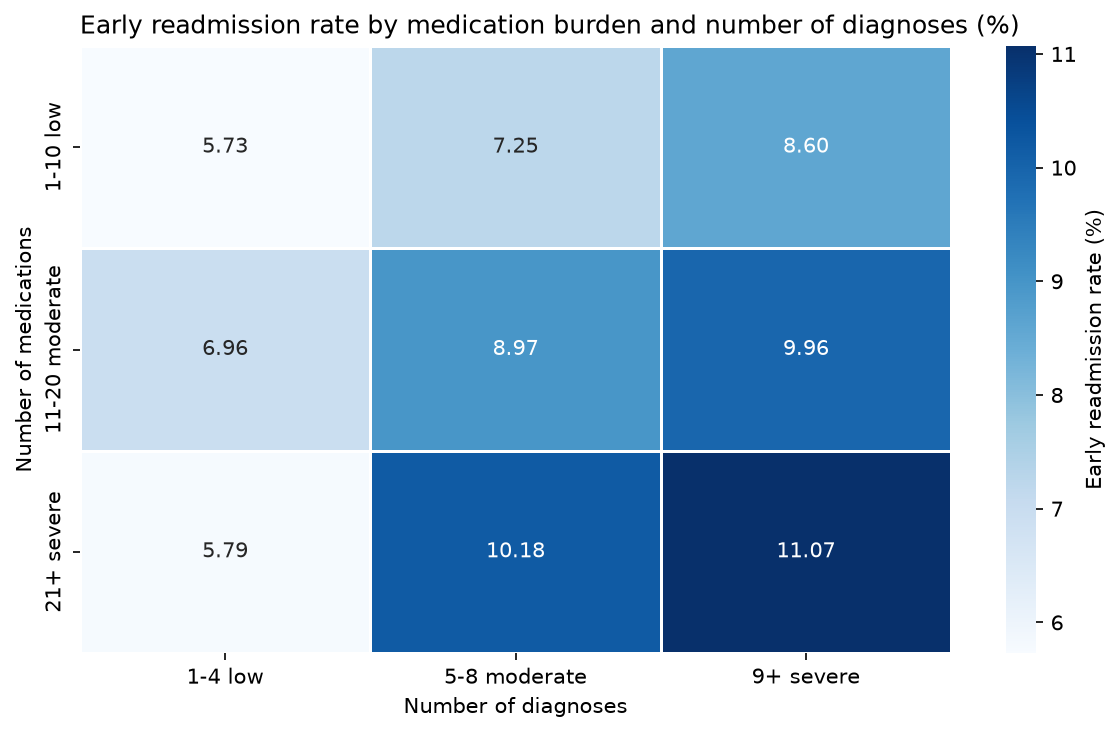 Early readmission rate by medication burden and number of diagnoses (%)
Number of medications
1-10 low
5.73
7.25
8.60
11-20 moderate
6.96
8.97
9.96
21+ severe
5.79
10.18
11.07
1-4 low
5-8 moderate
9+ severe
Number of diagnoses
11
10
9
8
7
6
Early readmission rate (%)